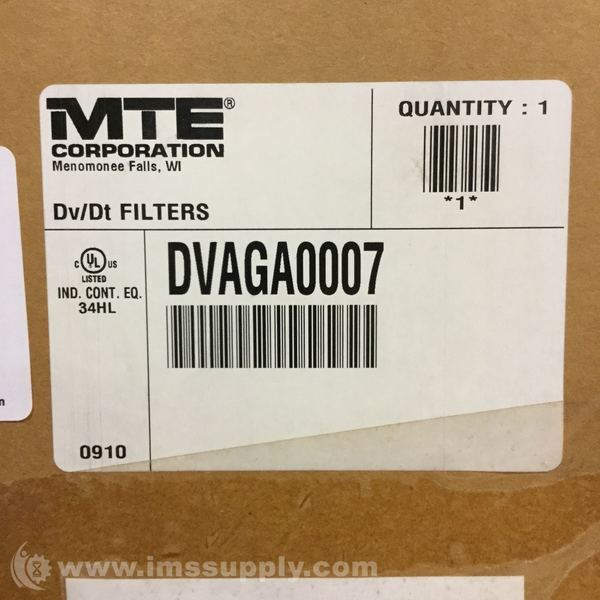 MTE®
CORPORATION
Menomonee Falls, WI
QUANTITY : 1
*1*
Dv/Dt FILTERS
C UL US
LISTED
IND. CONT. EQ.
34HL
DVAGA0007
0910
www.imssupply.com